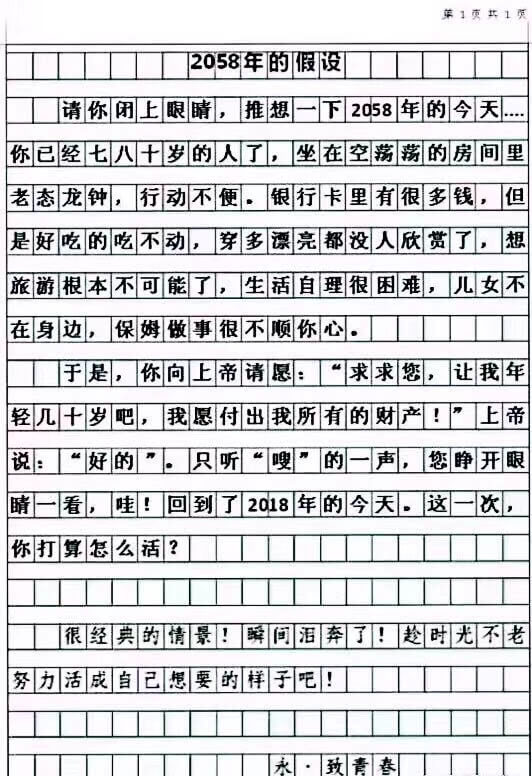 第 1 页 共 1 页
2058年的假设
请你闭上眼睛，推想一下 2058 年的今天....
你已经七八十岁的人了，坐在空荡荡的房间里
老态龙钟，行动不便。银行卡里有很多钱，但
是好吃的吃不动，穿多漂亮都没人欣赏了，想
旅游根本不可能了，生活自理很困难，儿女不
在身边，保姆做事很不顺你心。
于是，你向上帝请愿：“求求您，让我年
轻几十岁吧，我愿付出我所有的财产！”上帝
说：“好的”。只听“嗖”的一声，您睁开眼
睛一看，哇！回到了 2018 年的今天。这一次，
你打算怎么活？
很经典的情景！瞬间泪奔了！趁时光不老
努力活成自己想要的样子吧！
永·致青春